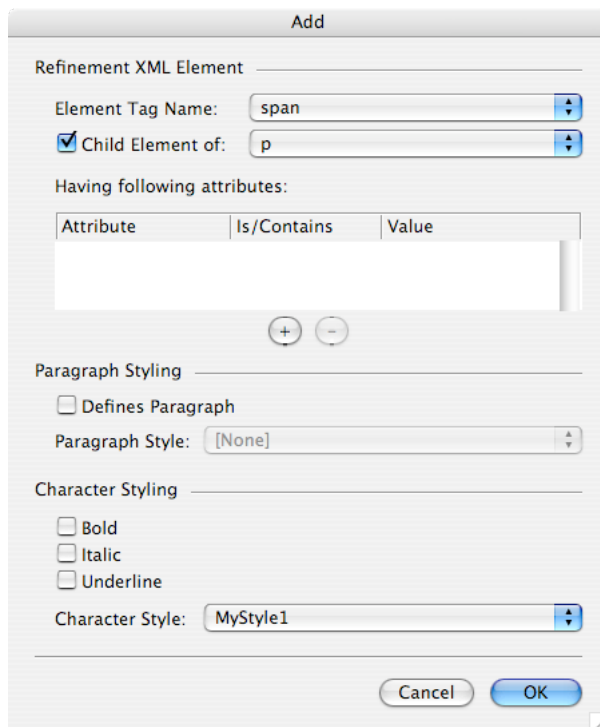 Add
Refinement XML Element
Element Tag Name: span
Child Element of: p
Having following attributes:
Attribute Is/Contains Value
+ -
Paragraph Styling
Defines Paragraph
Paragraph Style: [None]
Character Styling
Bold
Italic
Underline
Character Style: MyStyle1
Cancel OK